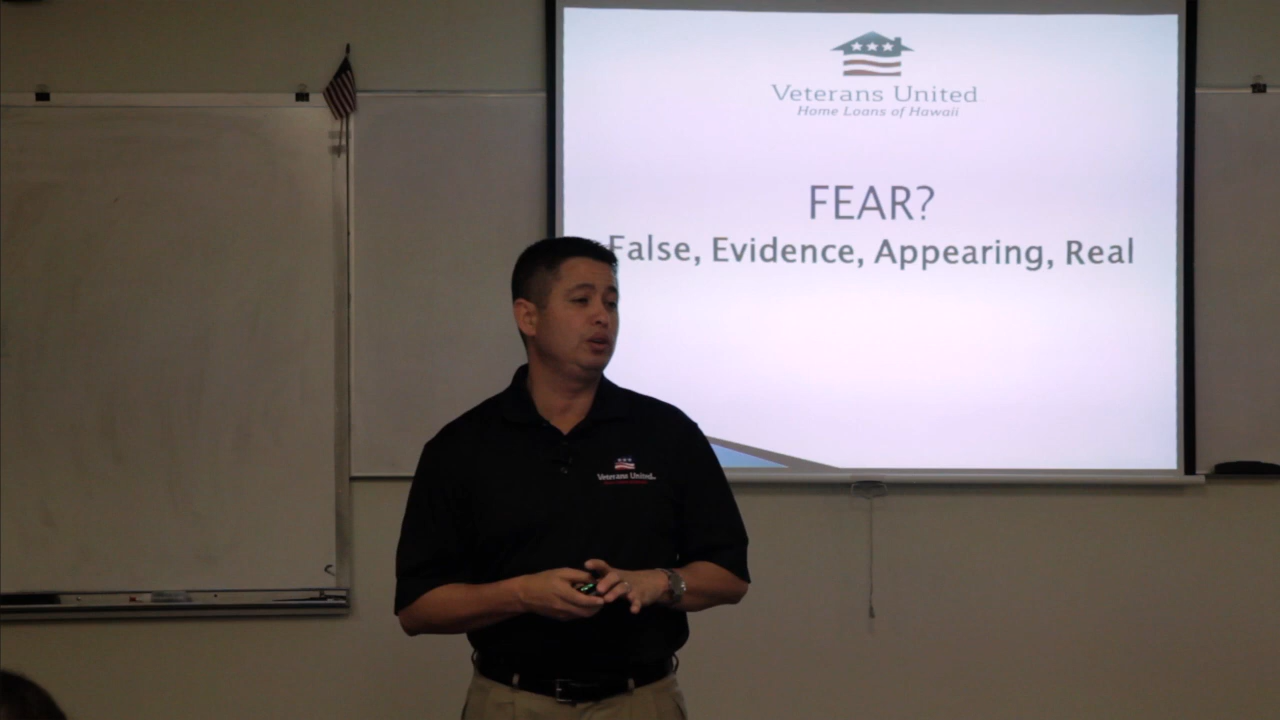 Veterans United
Home Loans of Hawaii
FEAR?
False, Evidence, Appearing, Real
Veterans United